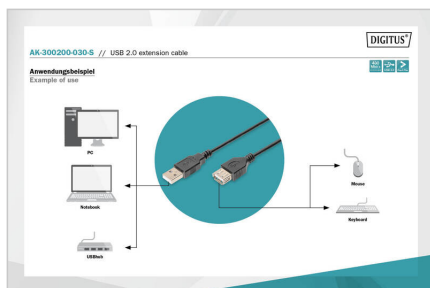 DIGITUS®
AK-300200-030-S // USB 2.0 extension cable
Anwendungsbeispiel
Example of use
PC
Notebook
USBhub
Mouse
Keyboard